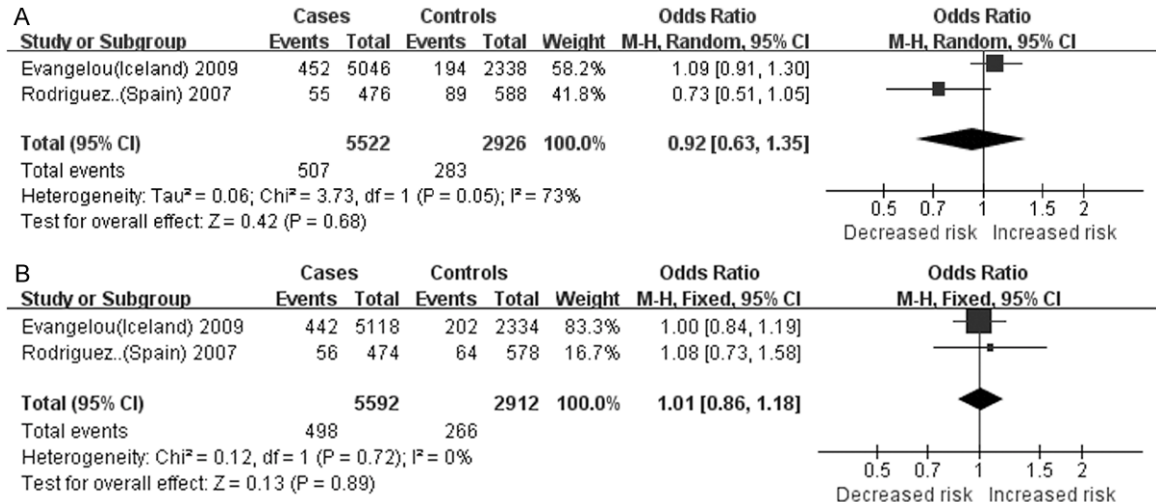 A
Cases Controls Odds Ratio Odds Ratio
Study or Subgroup Events Total Events Total Weight M-H, Random, 95% CI M-H, Random, 95% CI
Evangelou(Iceland) 2009 452 5046 194 2338 58.2% 1.09 [0.91, 1.30]
Rodriguez..(Spain) 2007 55 476 89 588 41.8% 0.73 [0.51, 1.05]
Total (95% CI) 5522 2926 100.0% 0.92 [0.63, 1.35]
Total events 507 283
Heterogeneity: Tau² = 0.06; Chi² = 3.73, df = 1 (P = 0.05); I² = 73%
Test for overall effect: Z = 0.42 (P = 0.68)
0.5 0.7 1 1.5 2
Decreased risk Increased risk
B
Cases Controls Odds Ratio Odds Ratio
Study or Subgroup Events Total Events Total Weight M-H, Fixed, 95% CI M-H, Fixed, 95% CI
Evangelou(Iceland) 2009 442 5118 202 2334 83.3% 1.00 [0.84, 1.19]
Rodriguez..(Spain) 2007 56 474 64 578 16.7% 1.08 [0.73, 1.58]
Total (95% CI) 5592 2912 100.0% 1.01 [0.86, 1.18]
Total events 498 266
Heterogeneity: Chi² = 0.12, df = 1 (P = 0.72); I² = 0%
Test for overall effect: Z = 0.13 (P = 0.89)
0.5 0.7 1 1.5 2
Decreased risk Increased risk